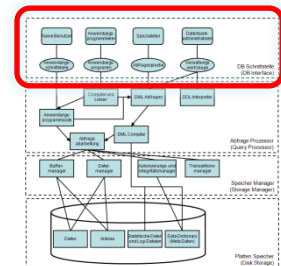 Naive Benutzer
Anwendungs-
programmierer
Spezialisten
Datenbank-
administratoren
Anwendungs-
schnittstelle
Anwendungs-
programm
Abfragesprache
Verwaltungs-
werkzeuge
DB Schnittstelle
(DB Interface)
Compiler und
Linker
DML Abfragen
DDL Interpreter
Anwendungs-
programmcode
DML Compiler
Abfrage
Abfrage Prozessor
(Query Processor)
Buffer-
manager
Datei-
manager
Autorisierungs- und
Integritätsmanager
Transaktions-
manager
Speicher Manager
(Storage Manager)
Daten
Indexe
Statistische Daten
und Log-Dateien
Data Dictionary
(Meta Daten)
Platten Speicher
(Disk Storage)